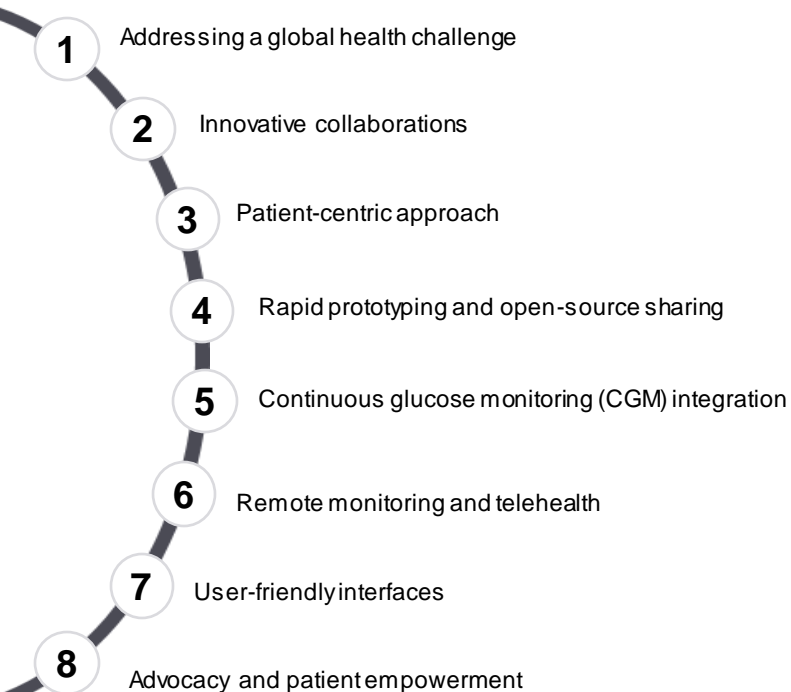 1 Addressing a global health challenge
2 Innovative collaborations
3 Patient-centric approach
4 Rapid prototyping and open-source sharing
5 Continuous glucose monitoring (CGM) integration
6 Remote monitoring and telehealth
7 User-friendly interfaces
8 Advocacy and patient empowerment